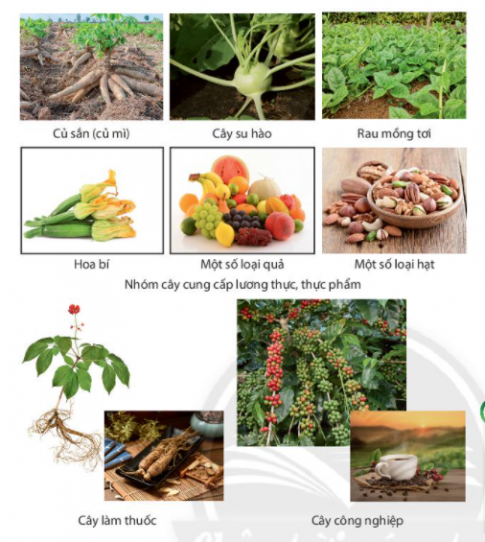 Củ sắn (củ mì)
Cây su hào
Rau mồng tơi
Hoa bí
Một số loại quả
Một số loại hạt
Nhóm cây cung cấp lương thực, thực phẩm
Cây làm thuốc
Cây công nghiệp